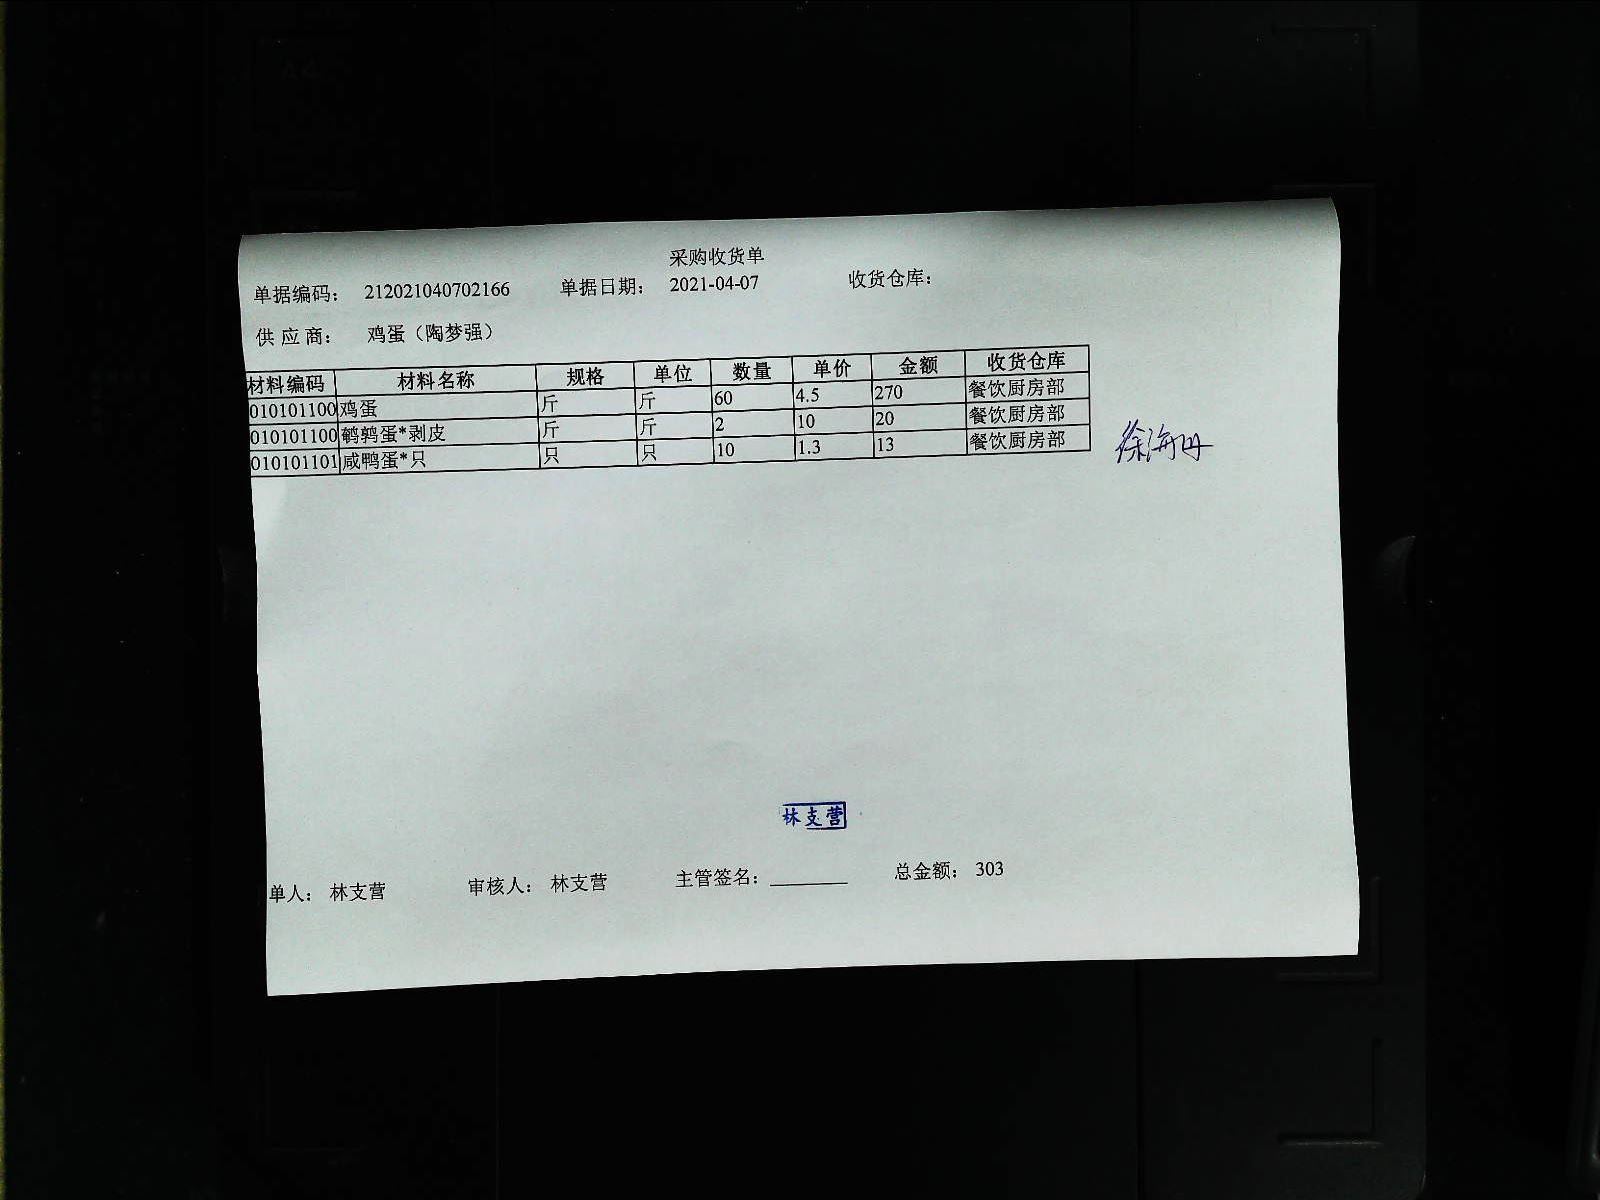 采购收货单
单据编码： 212021040702166 单据日期： 2021-04-07 收货仓库：
供 应 商： 鸡蛋（陶梦强）
材料编码 材料名称 规格 单位 数量 单价 金额 收货仓库
010101100 鸡蛋 斤 斤 60 4.5 270 餐饮厨房部
010101100 鹌鹑蛋*剥皮 斤 斤 2 10 20 餐饮厨房部
010101101 咸鸭蛋*只 只 只 10 1.3 13 餐饮厨房部
徐海丹
林支营
单人： 林支营 审核人： 林支营 主管签名： 总金额： 303